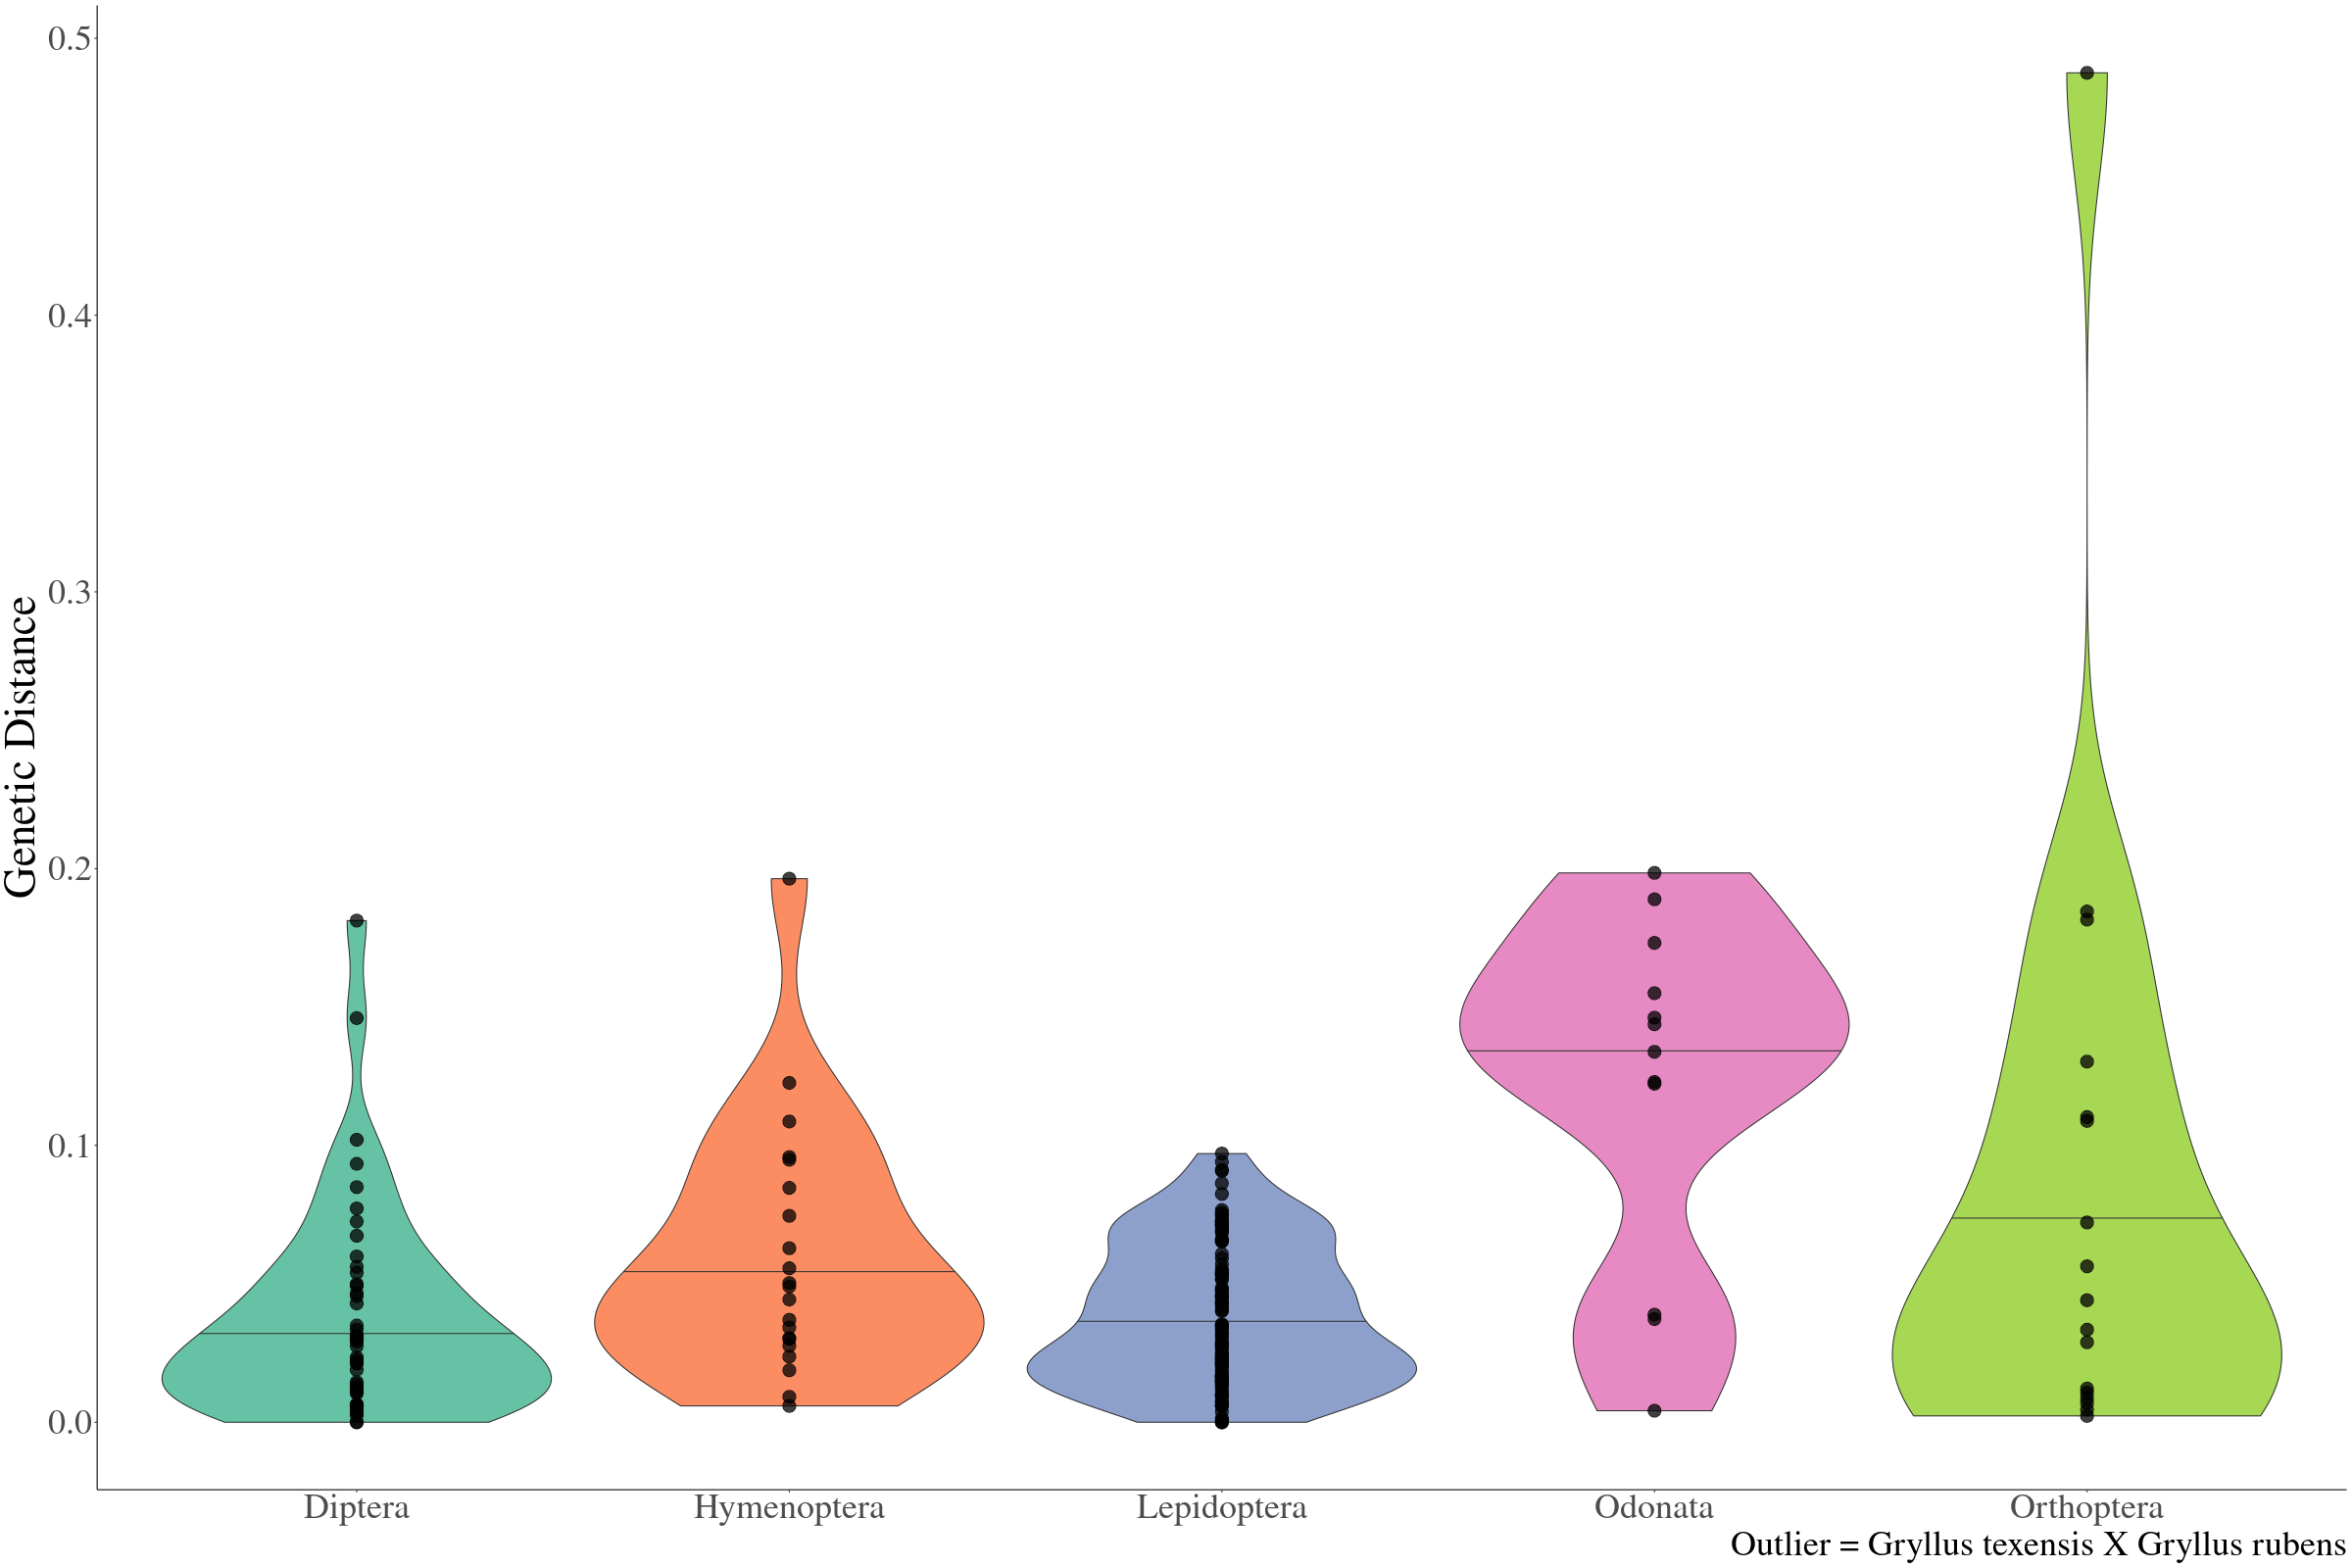 Genetic Distance
0.5
0.4
0.3
0.2
0.1
0.0
Diptera Hymenoptera Lepidoptera Odonata Orthoptera
Outlier = Gryllus texensis X Gryllus rubens